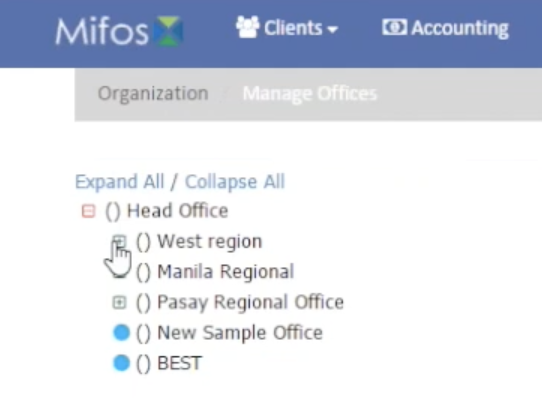 Mifos Clients Accounting
Organization / Manage Offices
Expand All / Collapse All
() Head Office
() West region
() Manila Regional
() Pasay Regional Office
() New Sample Office
() BEST